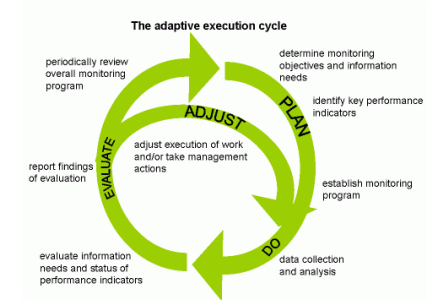 The adaptive execution cycle
determine monitoring
objectives and information
needs
periodically review
overall monitoring
program
PLAN
identify key performance
indicators
ADJUST
adjust execution of work
and/or take management
actions
EVALUATE
report findings
of evaluation
establish monitoring
program
DO
data collection
and analysis
evaluate information
needs and status of
performance indicators